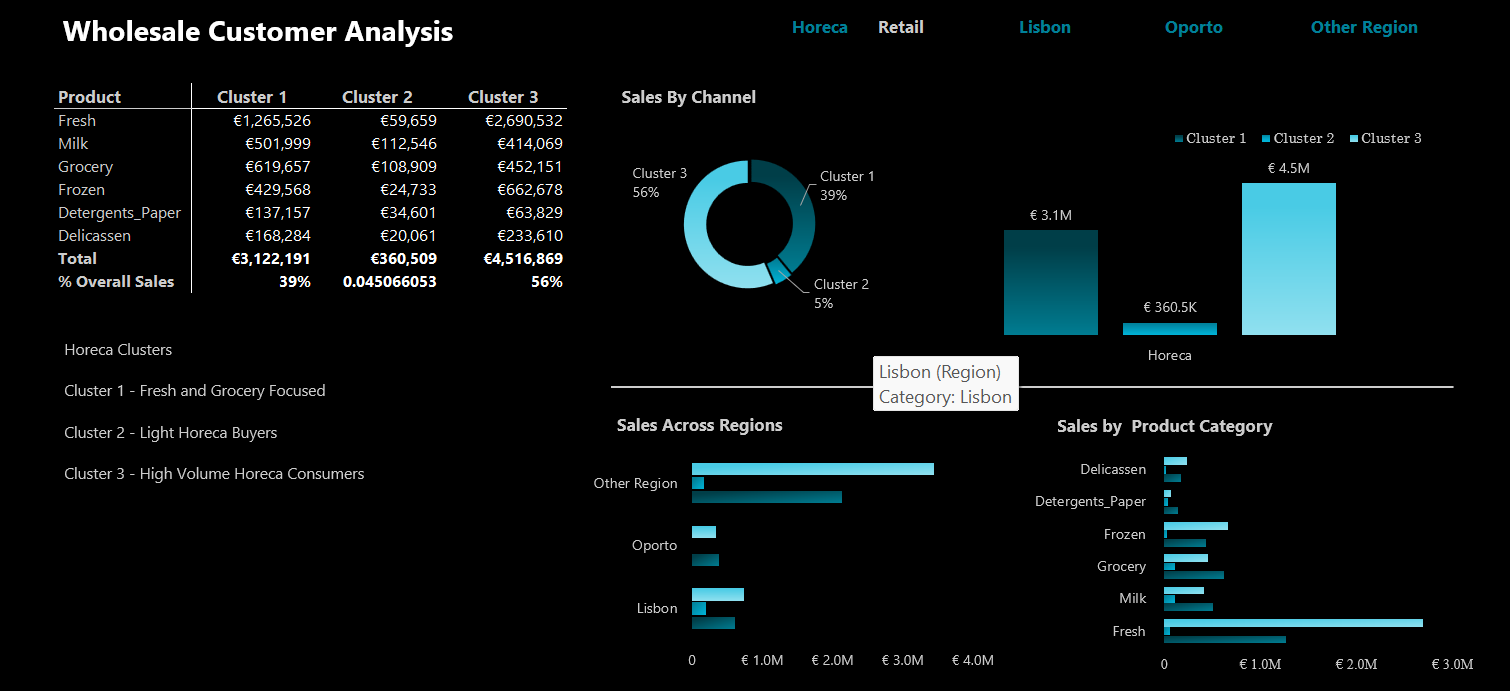 Wholesale Customer Analysis
Horeca Retail Lisbon Oporto Other Region
Product Cluster 1 Cluster 2 Cluster 3
Fresh €1,265,526 €59,659 €2,690,532
Milk €501,999 €112,546 €414,069
Grocery €619,657 €108,909 €452,151
Frozen €429,568 €24,733 €662,678
Detergents_Paper €137,157 €34,601 €63,829
Delicassen €168,284 €20,061 €233,610
Total €3,122,191 €360,509 €4,516,869
% Overall Sales 39% 0.045066053 56%
Horeca Clusters
Cluster 1 - Fresh and Grocery Focused
Cluster 2 - Light Horeca Buyers
Cluster 3 - High Volume Horeca Consumers
Sales By Channel
Cluster 3
56%
Cluster 1
39%
Cluster 2
5%
Cluster 1 Cluster 2 Cluster 3
€ 4.5M
€ 3.1M
€ 360.5K
Horeca
Lisbon (Region)
Category: Lisbon
Sales Across Regions
Other Region
Oporto
Lisbon
0 € 1.0M € 2.0M € 3.0M € 4.0M
Sales by  Product Category
Delicassen
Detergents_Paper
Frozen
Grocery
Milk
Fresh
0 € 1.0M € 2.0M € 3.0M